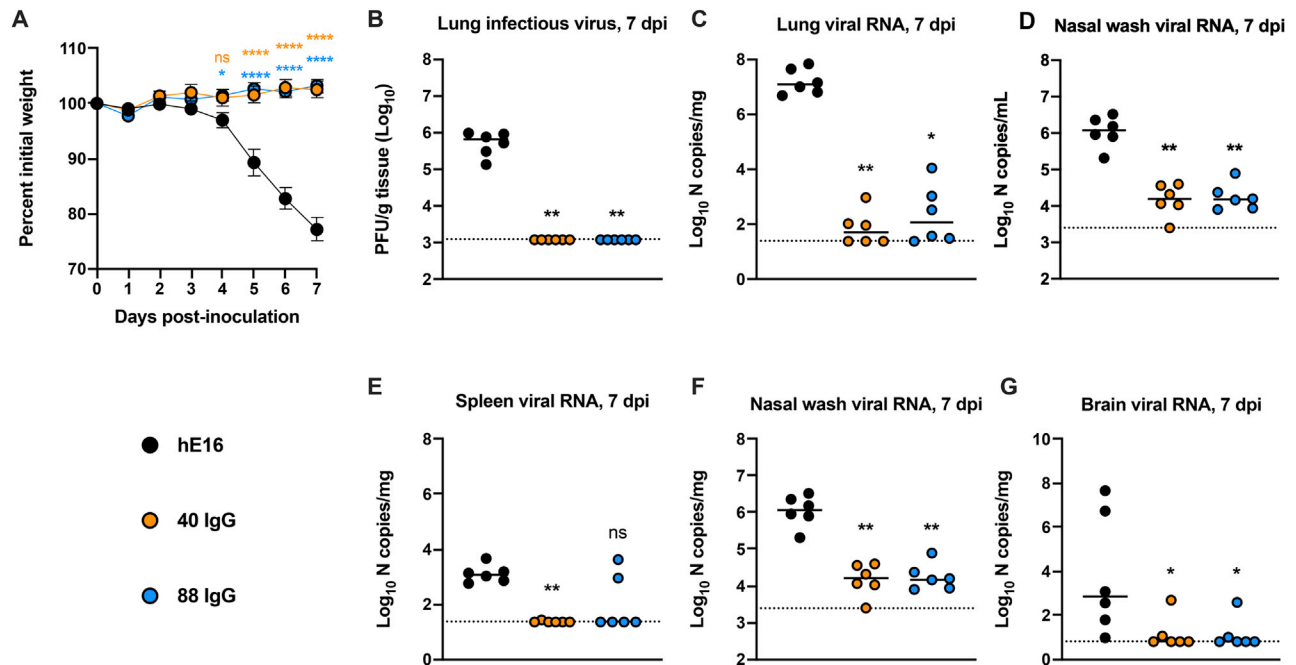 A
Percent initial weight
110
100
90
80
70
ns
****
****
****
*
****
****
****
0 1 2 3 4 5 6 7
Days post-inoculation
B
Lung infectious virus, 7 dpi
PFU/g tissue (Log10)
8
7
6
5
4
3
2
**
**
C
Lung viral RNA, 7 dpi
Log10 N copies/mg
8
6
4
2
0
**
*
D
Nasal wash viral RNA, 7 dpi
Log10 N copies/mL
8
7
6
5
4
3
2
**
**
hE16
40 IgG
88 IgG
E
Spleen viral RNA, 7 dpi
Log10 N copies/mg
8
6
4
2
0
**
ns
F
Nasal wash viral RNA, 7 dpi
Log10 N copies/mg
8
7
6
5
4
3
2
**
**
G
Brain viral RNA, 7 dpi
Log10 N copies/mg
10
8
6
4
2
0
*
*